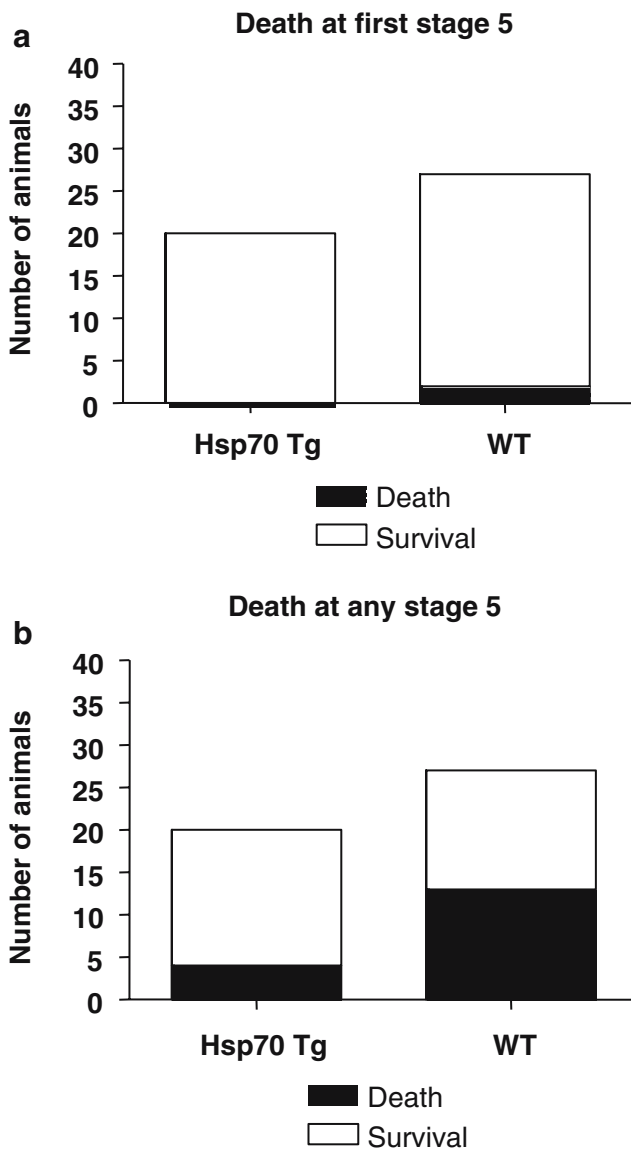 a
Death at first stage 5
Number of animals
40
35
30
25
20
15
10
5
0
Hsp70 Tg
WT
Death
Survival
b
Death at any stage 5
Number of animals
40
35
30
25
20
15
10
5
0
Hsp70 Tg
WT
Death
Survival